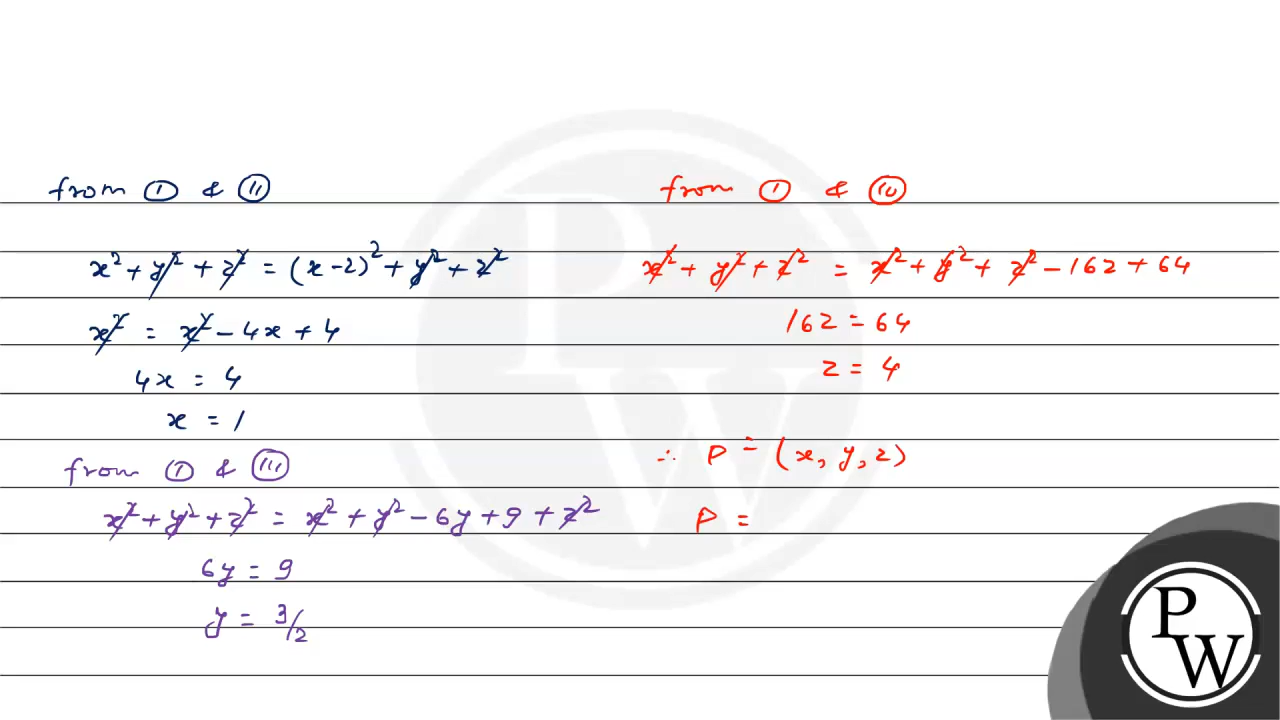 from Ⓘ & Ⓘⓘ
x² + y² + z² = (x - 2)² + y² + z²
x² = x² - 4x + 4
4x = 4
x = 1
from Ⓘ & (III)
x² + y² + z² = x² + y² - 6y + 9 + z²
6y = 9
y = 3/2
from Ⓘ & (IV)
x² + y² + z² = x² + y² + z² - 16z + 64
16z = 64
z = 4
∴ P = (x, y, z)
P =
P
W
P
W